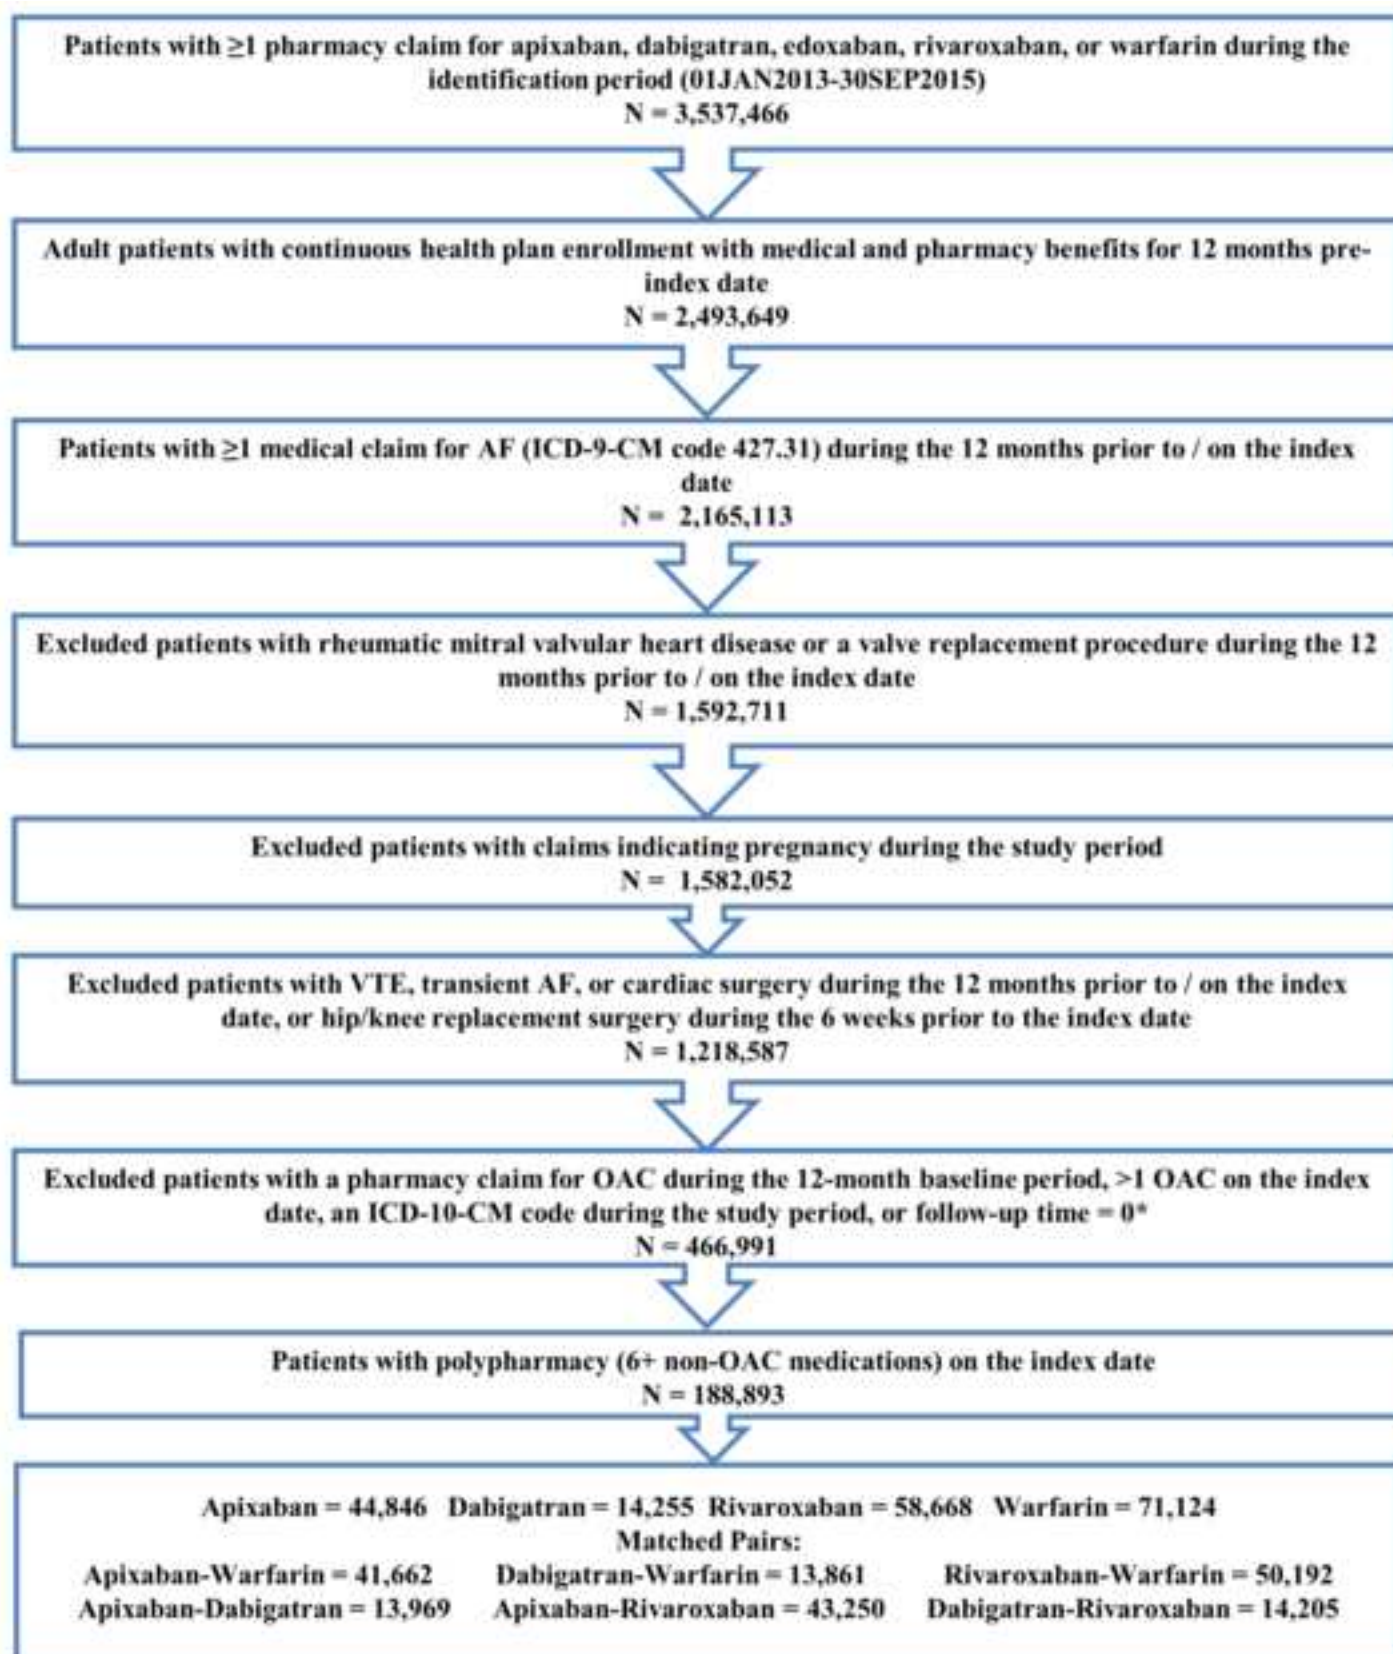 Patients with ≥1 pharmacy claim for apixaban, dabigatran, edoxaban, rivaroxaban, or warfarin during the
identification period (01JAN2013-30SEP2015)
N = 3,537,466
Adult patients with continuous health plan enrollment with medical and pharmacy benefits for 12 months pre-
index date
N = 2,493,649
Patients with ≥1 medical claim for AF (ICD-9-CM code 427.31) during the 12 months prior to / on the index
date
N = 2,165,113
Excluded patients with rheumatic mitral valvular heart disease or a valve replacement procedure during the 12
months prior to / on the index date
N = 1,592,711
Excluded patients with claims indicating pregnancy during the study period
N = 1,582,052
Excluded patients with VTE, transient AF, or cardiac surgery during the 12 months prior to / on the index
date, or hip/knee replacement surgery during the 6 weeks prior to the index date
N = 1,218,587
Excluded patients with a pharmacy claim for OAC during the 12-month baseline period, >1 OAC on the index
date, an ICD-10-CM code during the study period, or follow-up time = 0*
N = 466,991
Patients with polypharmacy (6+ non-OAC medications) on the index date
N = 188,893
Apixaban = 44,846 Dabigatran = 14,255 Rivaroxaban = 58,668 Warfarin = 71,124
Matched Pairs:
Apixaban-Warfarin = 41,662 Dabigatran-Warfarin = 13,861 Rivaroxaban-Warfarin = 50,192
Apixaban-Dabigatran = 13,969 Apixaban-Rivaroxaban = 43,250 Dabigatran-Rivaroxaban = 14,205